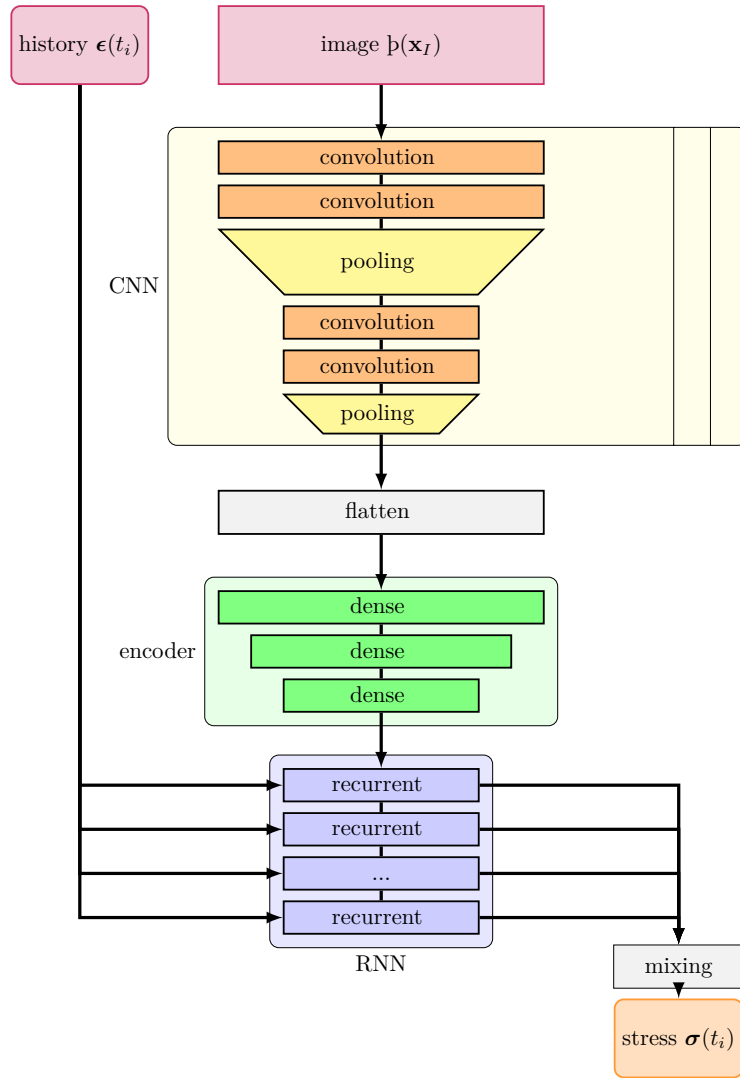 history ϵ(tᵢ)
image þ(x_I)
convolution
convolution
pooling
CNN
convolution
convolution
pooling
flatten
dense
encoder
dense
dense
recurrent
recurrent
...
recurrent
RNN
mixing
stress σ(tᵢ)